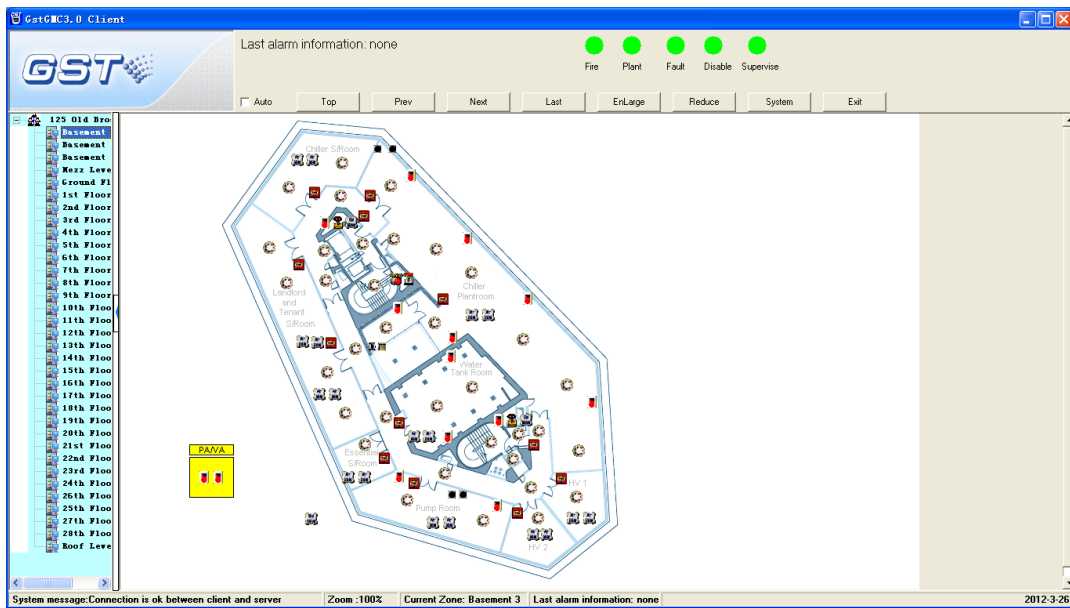 GstGMC3.0 Client
GST
Last alarm information: none
Fire Plant Fault Disable Supervise
Auto Top Prev Next Last EnLarge Reduce System Exit
125 Old Bro
Basement
Basement
Basement
Mezz Leve
Ground Fl
1st Floor
2nd Floor
3rd Floor
4th Floor
5th Floor
6th Floor
7th Floor
8th Floor
9th Floor
10th Floo
11th Floo
12th Floo
13th Floo
14th Floo
15th Floo
16th Floo
17th Floo
18th Floo
19th Floo
20th Floo
21st Floo
22nd Floo
23rd Floo
24th Floo
26th Floo
25th Floo
27th Floo
28th Floo
Roof Leve
Chiller S/Room
Landlord
and
Tenant
S/Room
Chiller
Plantroom
Water
Tank Room
PA/VA
Essential
S/Room
Pump Room
HV 1
HV 2
System message:Connection is ok between client and server Zoom :100% Current Zone: Basement 3 Last alarm information: none 2012-3-26